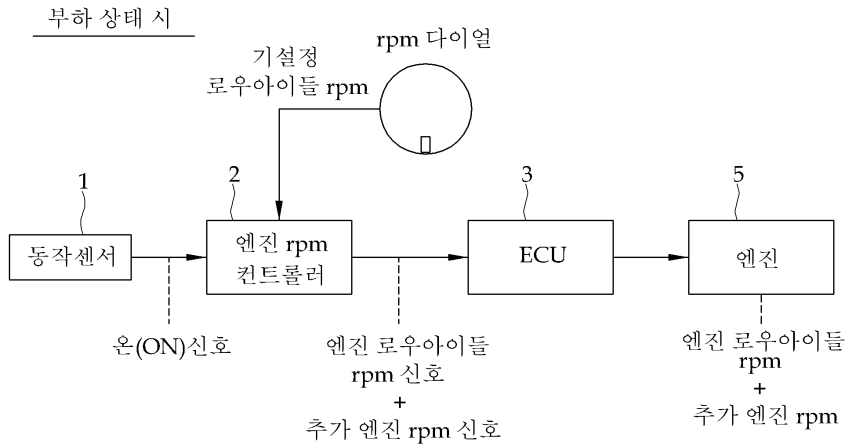 부하 상태 시
rpm 다이얼
기설정
로우아이들 rpm
1
2
3
5
동작센서
엔진 rpm
컨트롤러
ECU
엔진
온(ON)신호
엔진 로우아이들
rpm 신호
+
추가 엔진 rpm 신호
엔진 로우아이들
rpm
+
추가 엔진 rpm